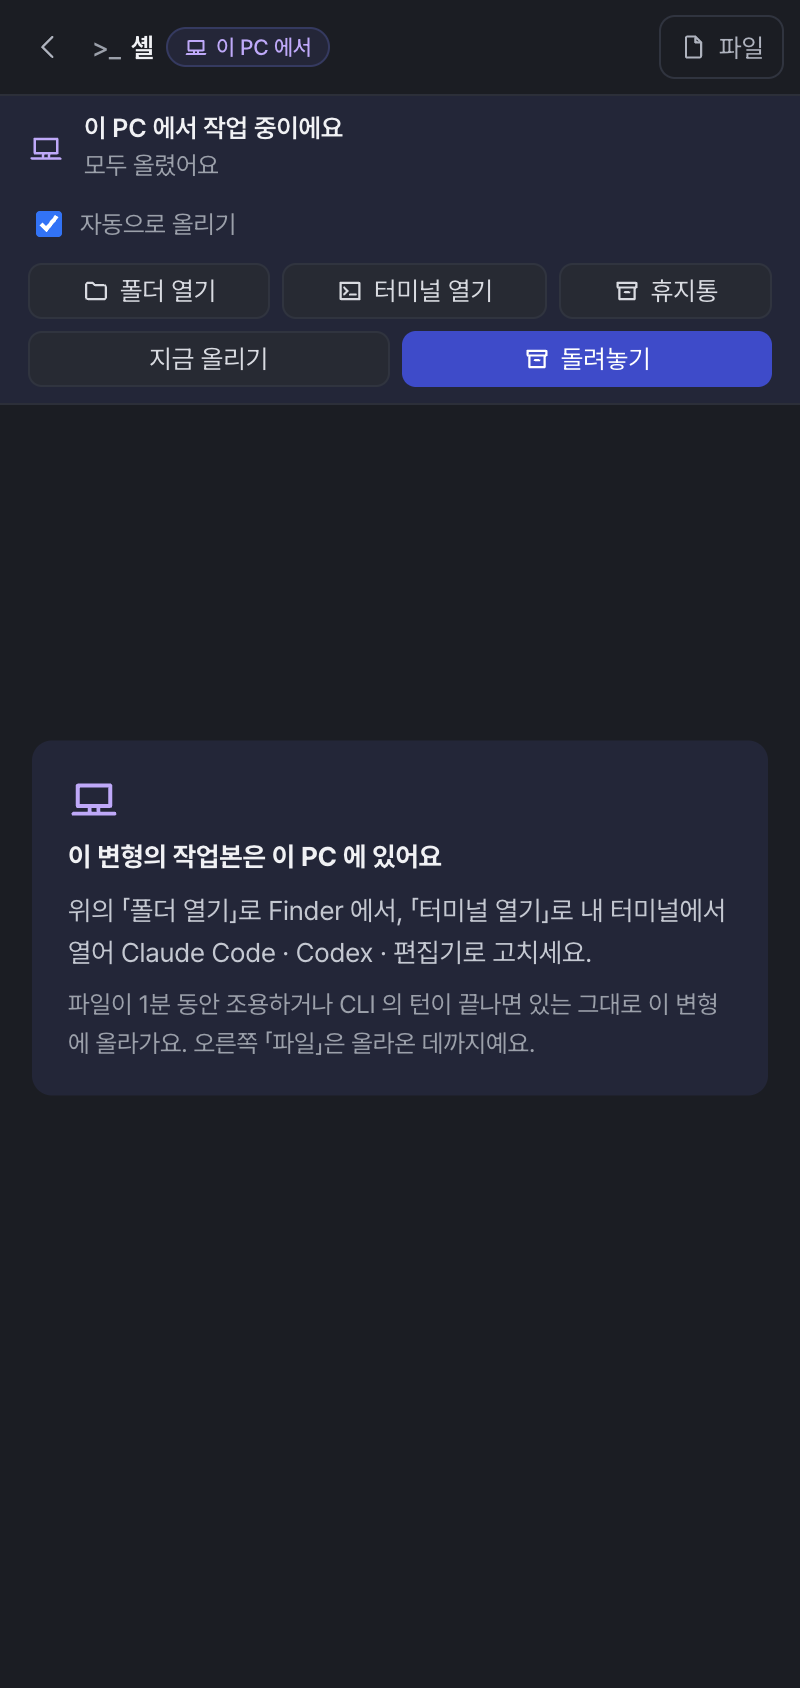 >_ 셸 이 PC 에서 파일
이 PC 에서 작업 중이에요
모두 올렸어요
자동으로 올리기
폴더 열기 터미널 열기 휴지통
지금 올리기 돌려놓기
이 변형의 작업본은 이 PC 에 있어요
위의 「폴더 열기」로 Finder 에서, 「터미널 열기」로 내 터미널에서
열어 Claude Code · Codex · 편집기로 고치세요.
파일이 1분 동안 조용하거나 CLI 의 턴이 끝나면 있는 그대로 이 변형
에 올라가요. 오른쪽 「파일」은 올라온 데까지예요.